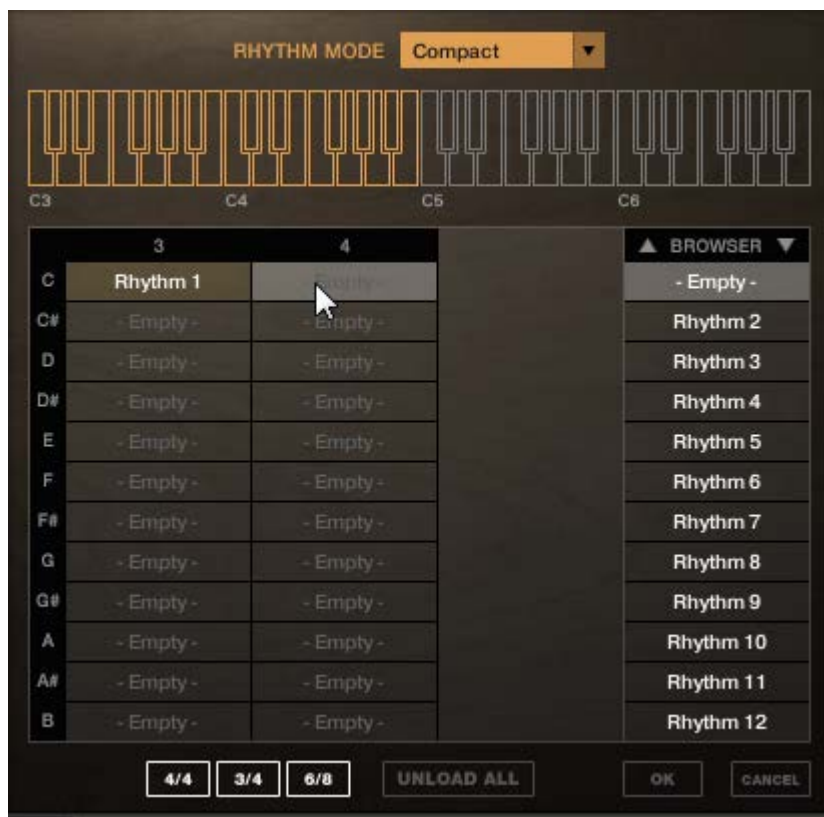 RHYTHM MODE Compact
C3 C4 C5 C6
3 4 BROWSER
C Rhythm 1 - Empty - - Empty -
C# - Empty - - Empty - Rhythm 2
D - Empty - - Empty - Rhythm 3
D# - Empty - - Empty - Rhythm 4
E - Empty - - Empty - Rhythm 5
F - Empty - - Empty - Rhythm 6
F# - Empty - - Empty - Rhythm 7
G - Empty - - Empty - Rhythm 8
G# - Empty - - Empty - Rhythm 9
A - Empty - - Empty - Rhythm 10
A# - Empty - - Empty - Rhythm 11
B - Empty - - Empty - Rhythm 12
4/4 3/4 6/8 UNLOAD ALL OK CANCEL